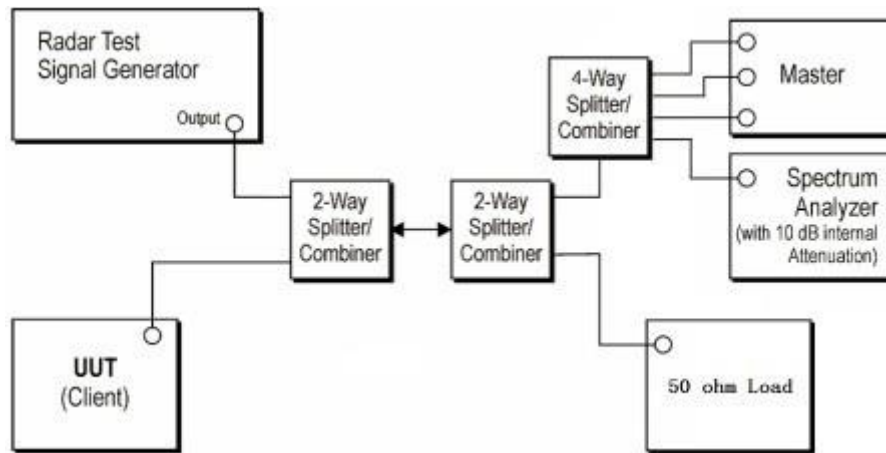 Radar Test
Signal Generator
Output
4-Way
Splitter/
Combiner
Master
Spectrum
Analyzer
(with 10 dB internal
Attenuation)
2-Way
Splitter/
Combiner
2-Way
Splitter/
Combiner
UUT
(Client)
50 ohm Load